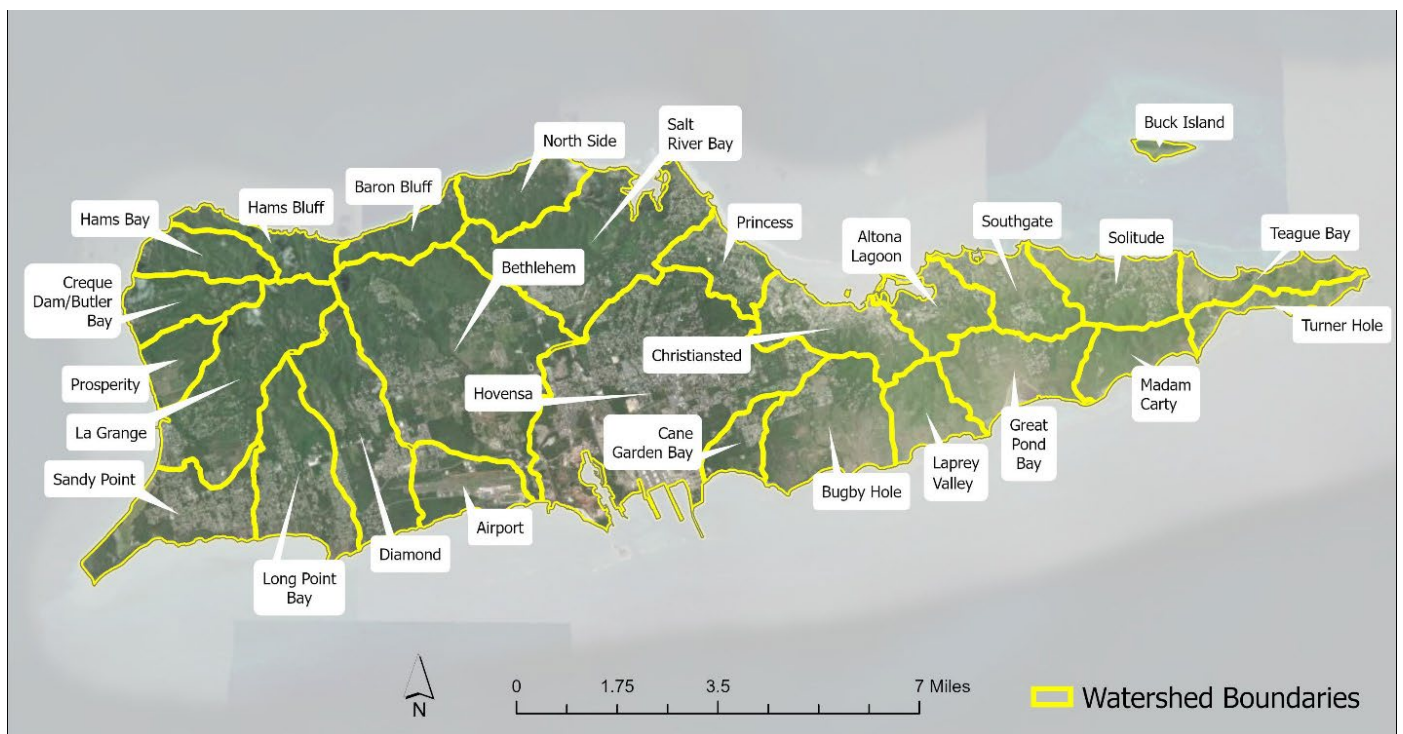 Buck Island
Salt
River Bay
North Side
Baron Bluff
Hams Bluff
Hams Bay
Princess
Altona
Lagoon
Southgate
Solitude
Teague Bay
Creque
Dam/Butler
Bay
Bethlehem
Turner Hole
Christiansted
Prosperity
Hovensa
Madam
Carty
La Grange
Cane
Garden Bay
Great
Pond
Bay
Sandy Point
Laprey
Valley
Bugby Hole
Airport
Diamond
Long Point
Bay
N
0 1.75 3.5 7 Miles
Watershed Boundaries